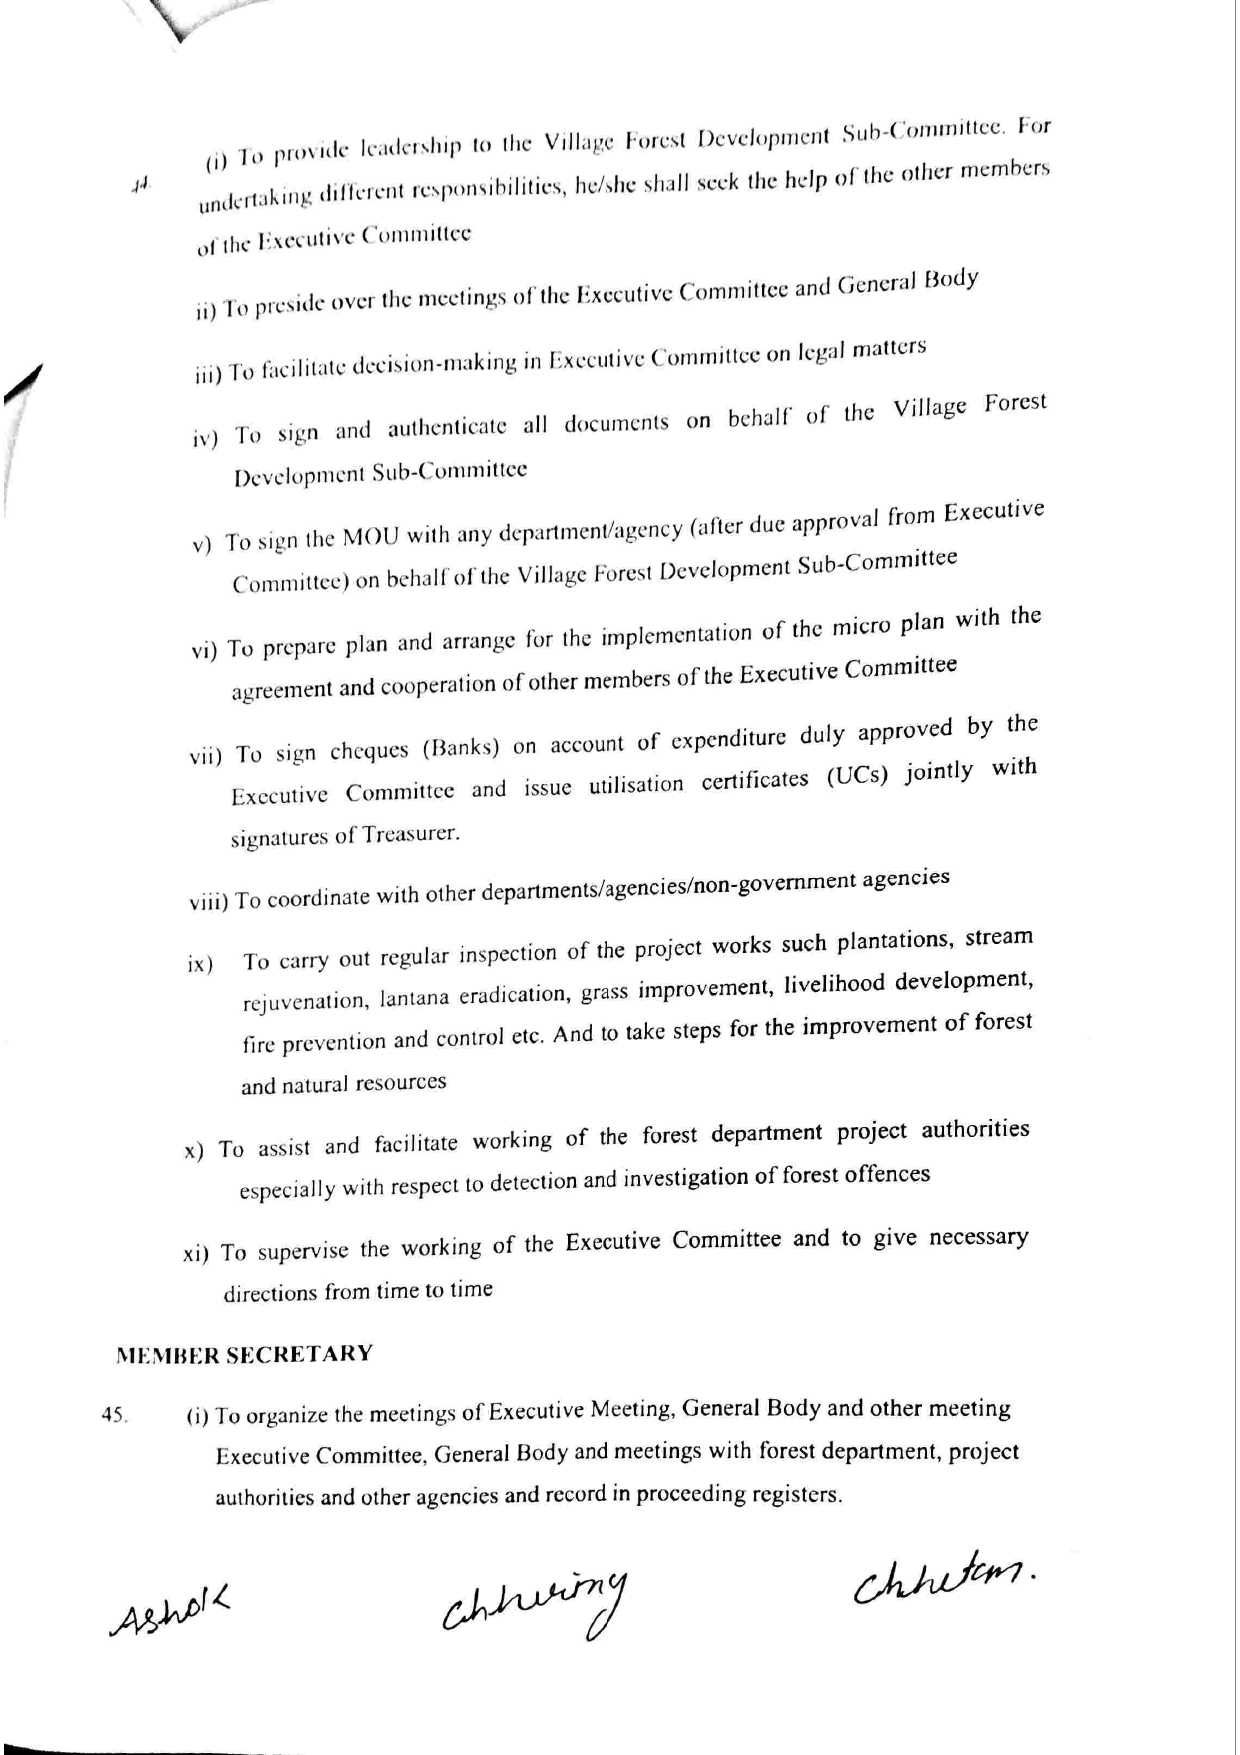 44. (i) To provide leadership to the Village Forest Development Sub-Committee. For
undertaking different responsibilities, he/she shall seek the help of the other members
of the Executive Committee
ii) To preside over the meetings of the Executive Committee and General Body
iii) To facilitate decision-making in Executive Committee on legal matters
iv) To sign and authenticate all documents on behalf of the Village Forest
Development Sub-Committee
v) To sign the MOU with any department/agency (after due approval from Executive
Committee) on behalf of the Village Forest Development Sub-Committee
vi) To prepare plan and arrange for the implementation of the micro plan with the
agreement and cooperation of other members of the Executive Committee
vii) To sign cheques (Banks) on account of expenditure duly approved by the
Executive Committee and issue utilisation certificates (UCs) jointly with
signatures of Treasurer.
viii) To coordinate with other departments/agencies/non-government agencies
ix) To carry out regular inspection of the project works such plantations, stream
rejuvenation, lantana eradication, grass improvement, livelihood development,
fire prevention and control etc. And to take steps for the improvement of forest
and natural resources
x) To assist and facilitate working of the forest department project authorities
especially with respect to detection and investigation of forest offences
xi) To supervise the working of the Executive Committee and to give necessary
directions from time to time
MEMBER SECRETARY
45. (i) To organize the meetings of Executive Meeting, General Body and other meeting
Executive Committee, General Body and meetings with forest department, project
authorities and other agencies and record in proceeding registers.
Ashok